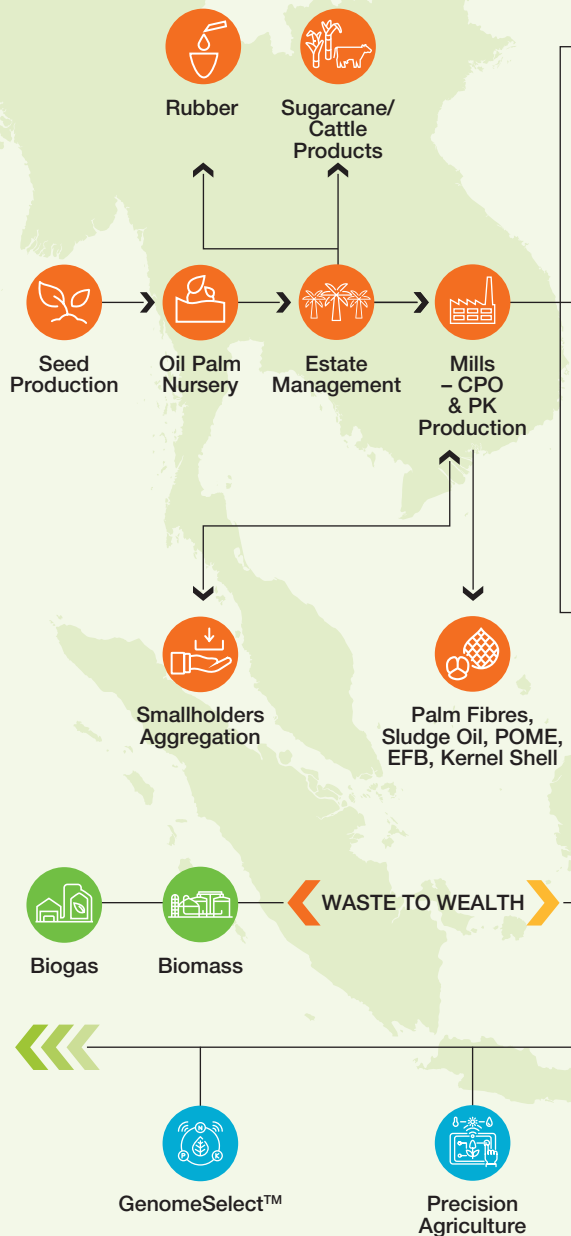 Rubber
Sugarcane/
Cattle
Products
Seed
Production
Oil Palm
Nursery
Estate
Management
Mills
– CPO
& PK
Production
Smallholders
Aggregation
Palm Fibres,
Sludge Oil, POME,
EFB, Kernel Shell
WASTE TO WEALTH
Biogas
Biomass
N
P
K
GenomeSelect™
Precision
Agriculture